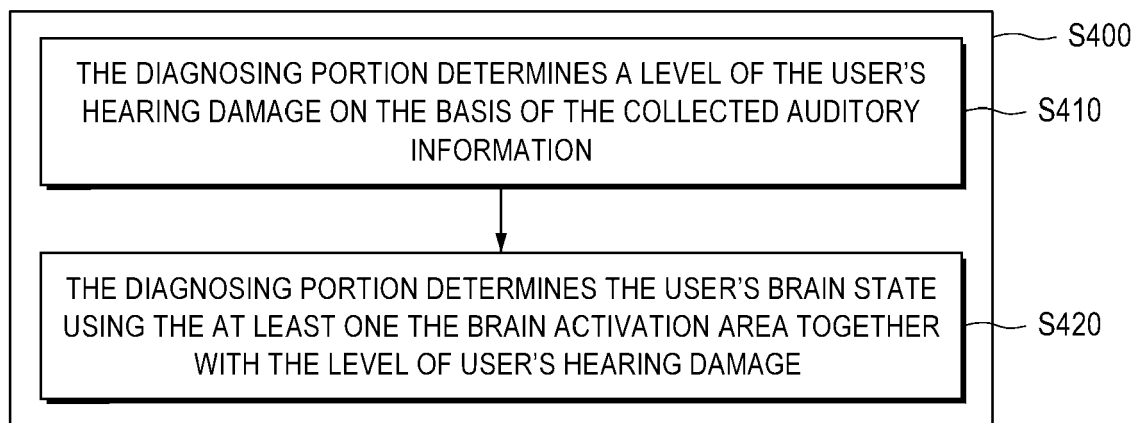 S400
THE DIAGNOSING PORTION DETERMINES A LEVEL OF THE USER'S
HEARING DAMAGE ON THE BASIS OF THE COLLECTED AUDITORY
INFORMATION
S410
THE DIAGNOSING PORTION DETERMINES THE USER'S BRAIN STATE
USING THE AT LEAST ONE THE BRAIN ACTIVATION AREA TOGETHER
WITH THE LEVEL OF USER'S HEARING DAMAGE
S420